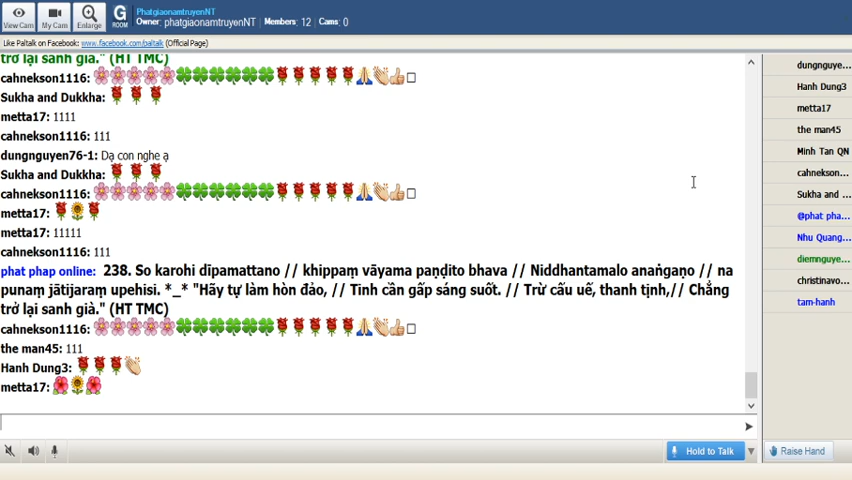 PhatgiaonamtruyenNT
Owner: phatgiaonamtruyenNT Members: 12 Cams: 0
View Cam My Cam Enlarge G ROOM
Like Paltalk on Facebook: www.facebook.com/paltalk (Official Page)
trở lại sanh già." (HT TMC)
cahnekson1116: 🌸🌸🌸🌸🌸🍀🍀🍀🍀🍀🍀🌹🌹🌹🌹🌹🙏👏👍
Sukha and Dukkha: 🌹🌹🌹
metta17: 1111
cahnekson1116: 111
dungnguyen76-1: Dạ con nghe ạ
Sukha and Dukkha: 🌹🌹🌹
cahnekson1116: 🌸🌸🌸🌸🌸🍀🍀🍀🍀🍀🍀🌹🌹🌹🌹🌹🙏👏👍
metta17: 🌹🌻🌹
metta17: 11111
cahnekson1116: 111
phat phap online: 238. So karohi dīpamattano // khippaṃ vāyama paṇḍito bhava // Niddhantamalo anaṅgaṇo // na
punaṃ jātijaraṃ upehisi. *_* "Hãy tự làm hòn đảo, // Tinh cần gấp sáng suốt. // Trừ cấu uế, thanh tịnh,// Chẳng
trở lại sanh già." (HT TMC)
cahnekson1116: 🌸🌸🌸🌸🌸🍀🍀🍀🍀🍀🍀🌹🌹🌹🌹🌹🙏👏👍
the man45: 111
Hanh Dung3: 🌹🌹🌹👏
metta17: 🌺🌻🌺
dungnguye...
Hanh Dung3
metta17
the man45
Minh Tan QN
cahnekson...
Sukha and ...
@phat pha...
Nhu Quang...
diemnguye...
christinavo...
tam-hanh
Hold to Talk
Raise Hand